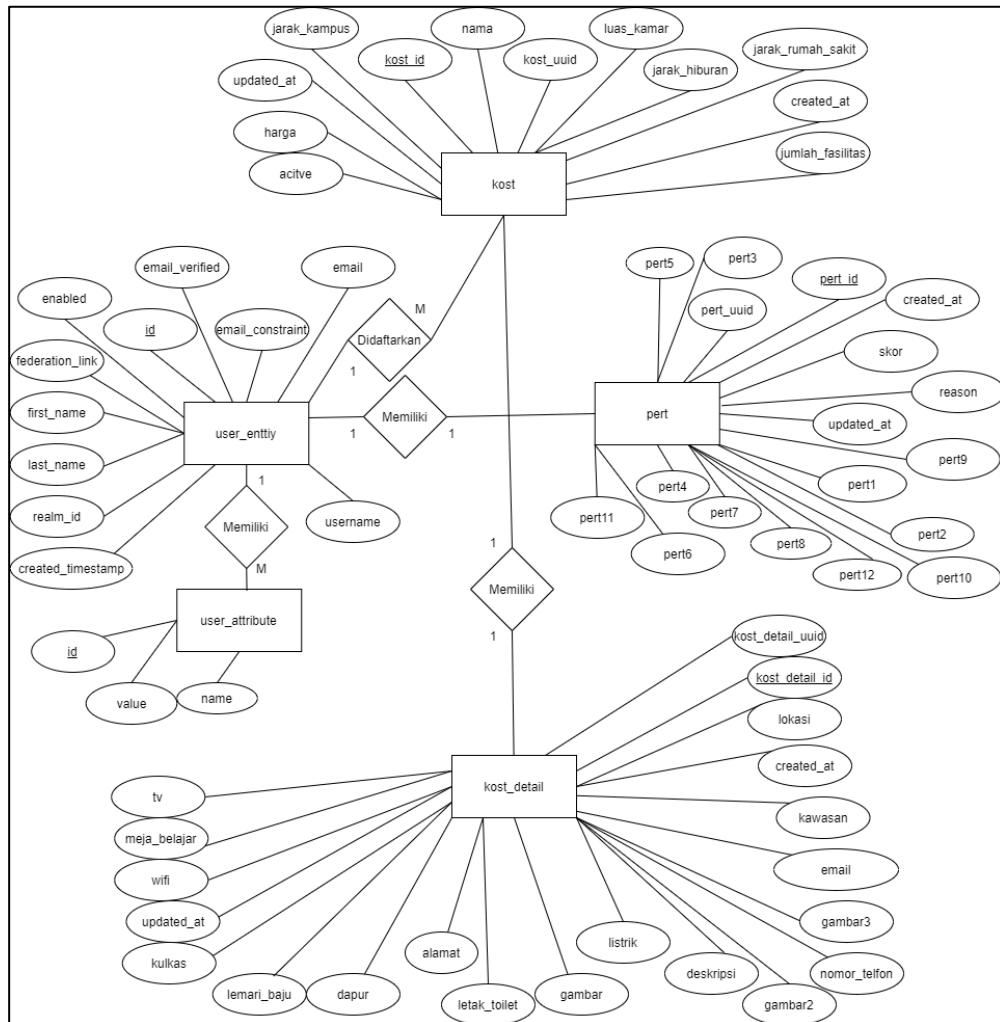 jarak_kampus
nama
luas_kamar
kost_id
kost_uuid
jarak_rumah_sakit
jarak_hiburan
updated_at
created_at
harga
jumlah_fasilitas
acitve
kost
email_verified
email
enabled
id
email_constraint
M
Didaftarkan
1
federation_link
first_name
user_enttiy
1
Memiliki
1
last_name
realm_id
created_timestamp
username
1
Memiliki
M
user_attribute
id
value
name
pert5
pert3
pert_id
pert_uuid
created_at
skor
reason
pert
updated_at
pert9
pert1
pert4
pert7
pert11
pert6
pert8
pert2
pert12
pert10
1
Memiliki
1
kost_detail_uuid
kost_detail_id
lokasi
created_at
kost_detail
kawasan
email
gambar3
nomor_telfon
tv
meja_belajar
wifi
updated_at
kulkas
lemari_baju
dapur
alamat
letak_toilet
gambar
listrik
deskripsi
gambar2